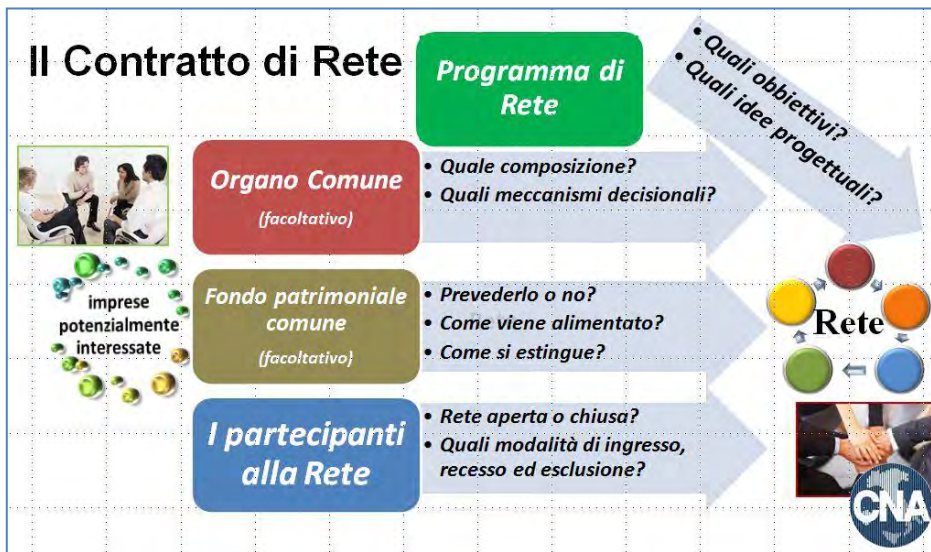 Il Contratto di Rete
Programma di
Rete
• Quali obbiettivi?
• Quali idee progettuali?
Organo Comune
(facoltativo)
• Quale composizione?
• Quali meccanismi decisionali?
imprese
potenzialmente
interessate
Fondo patrimoniale
comune
(facoltativo)
• Prevederlo o no?
• Come viene alimentato?
• Come si estingue?
Rete
I partecipanti
alla Rete
• Rete aperta o chiusa?
• Quali modalità di ingresso,
recesso ed esclusione?
CNA